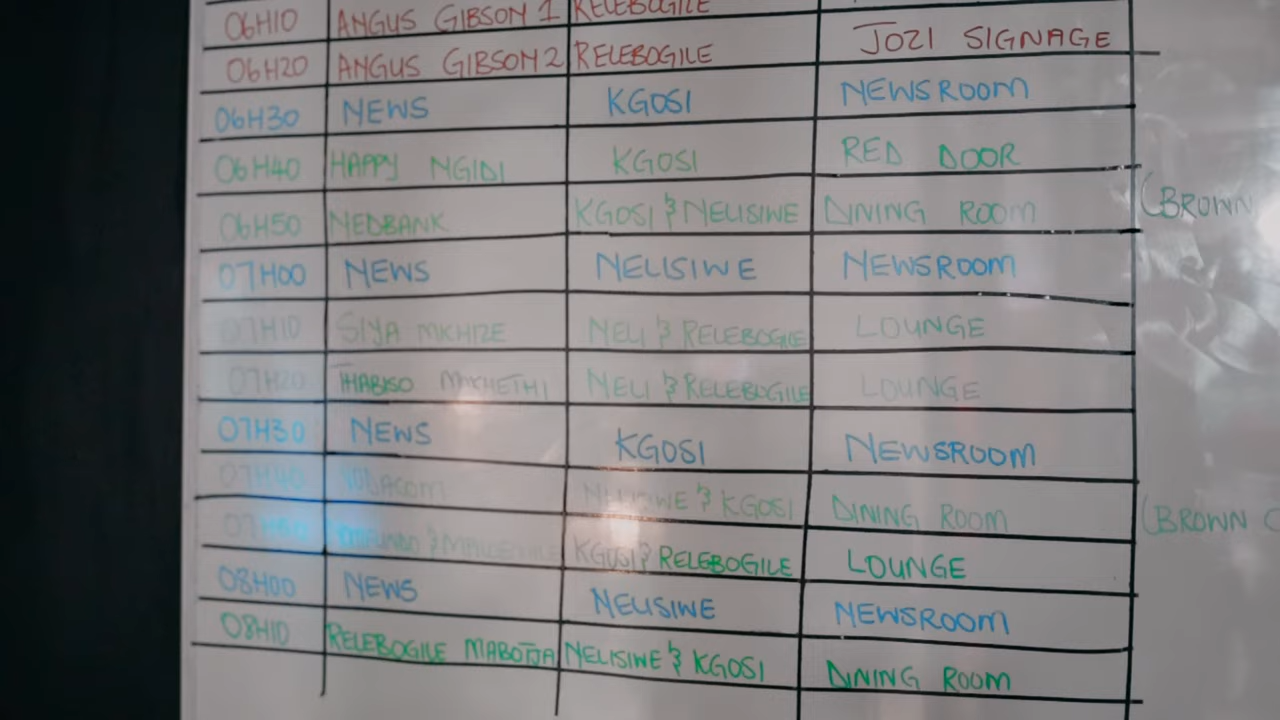 06H10 ANGUS GIBSON 1 RELEBOGILE
06H20 ANGUS GIBSON 2 RELEBOGILE JOZI SIGNAGE
06H30 NEWS KGOSI NEWSROOM
06H40 HAPPY NGIDI KGOSI RED DOOR
06H50 NEDBANK KGOSI & NELISIWE DINING ROOM (BROWN
07H00 NEWS NELISIWE NEWSROOM
07H10 SIYA MKHIZE NELI & RELEBOGILE LOUNGE
07H20 THABISO NELI & RELEBOGILE LOUNGE
07H30 NEWS KGOSI NEWSROOM
07H40 NELISIWE & KGOSI DINING ROOM (BROWN
07H50 KGOSI & RELEBOGILE LOUNGE
08H00 NEWS NELISIWE NEWSROOM
08H10 RELEBOGILE MABOTJA NELISIWE & KGOSI DINING ROOM